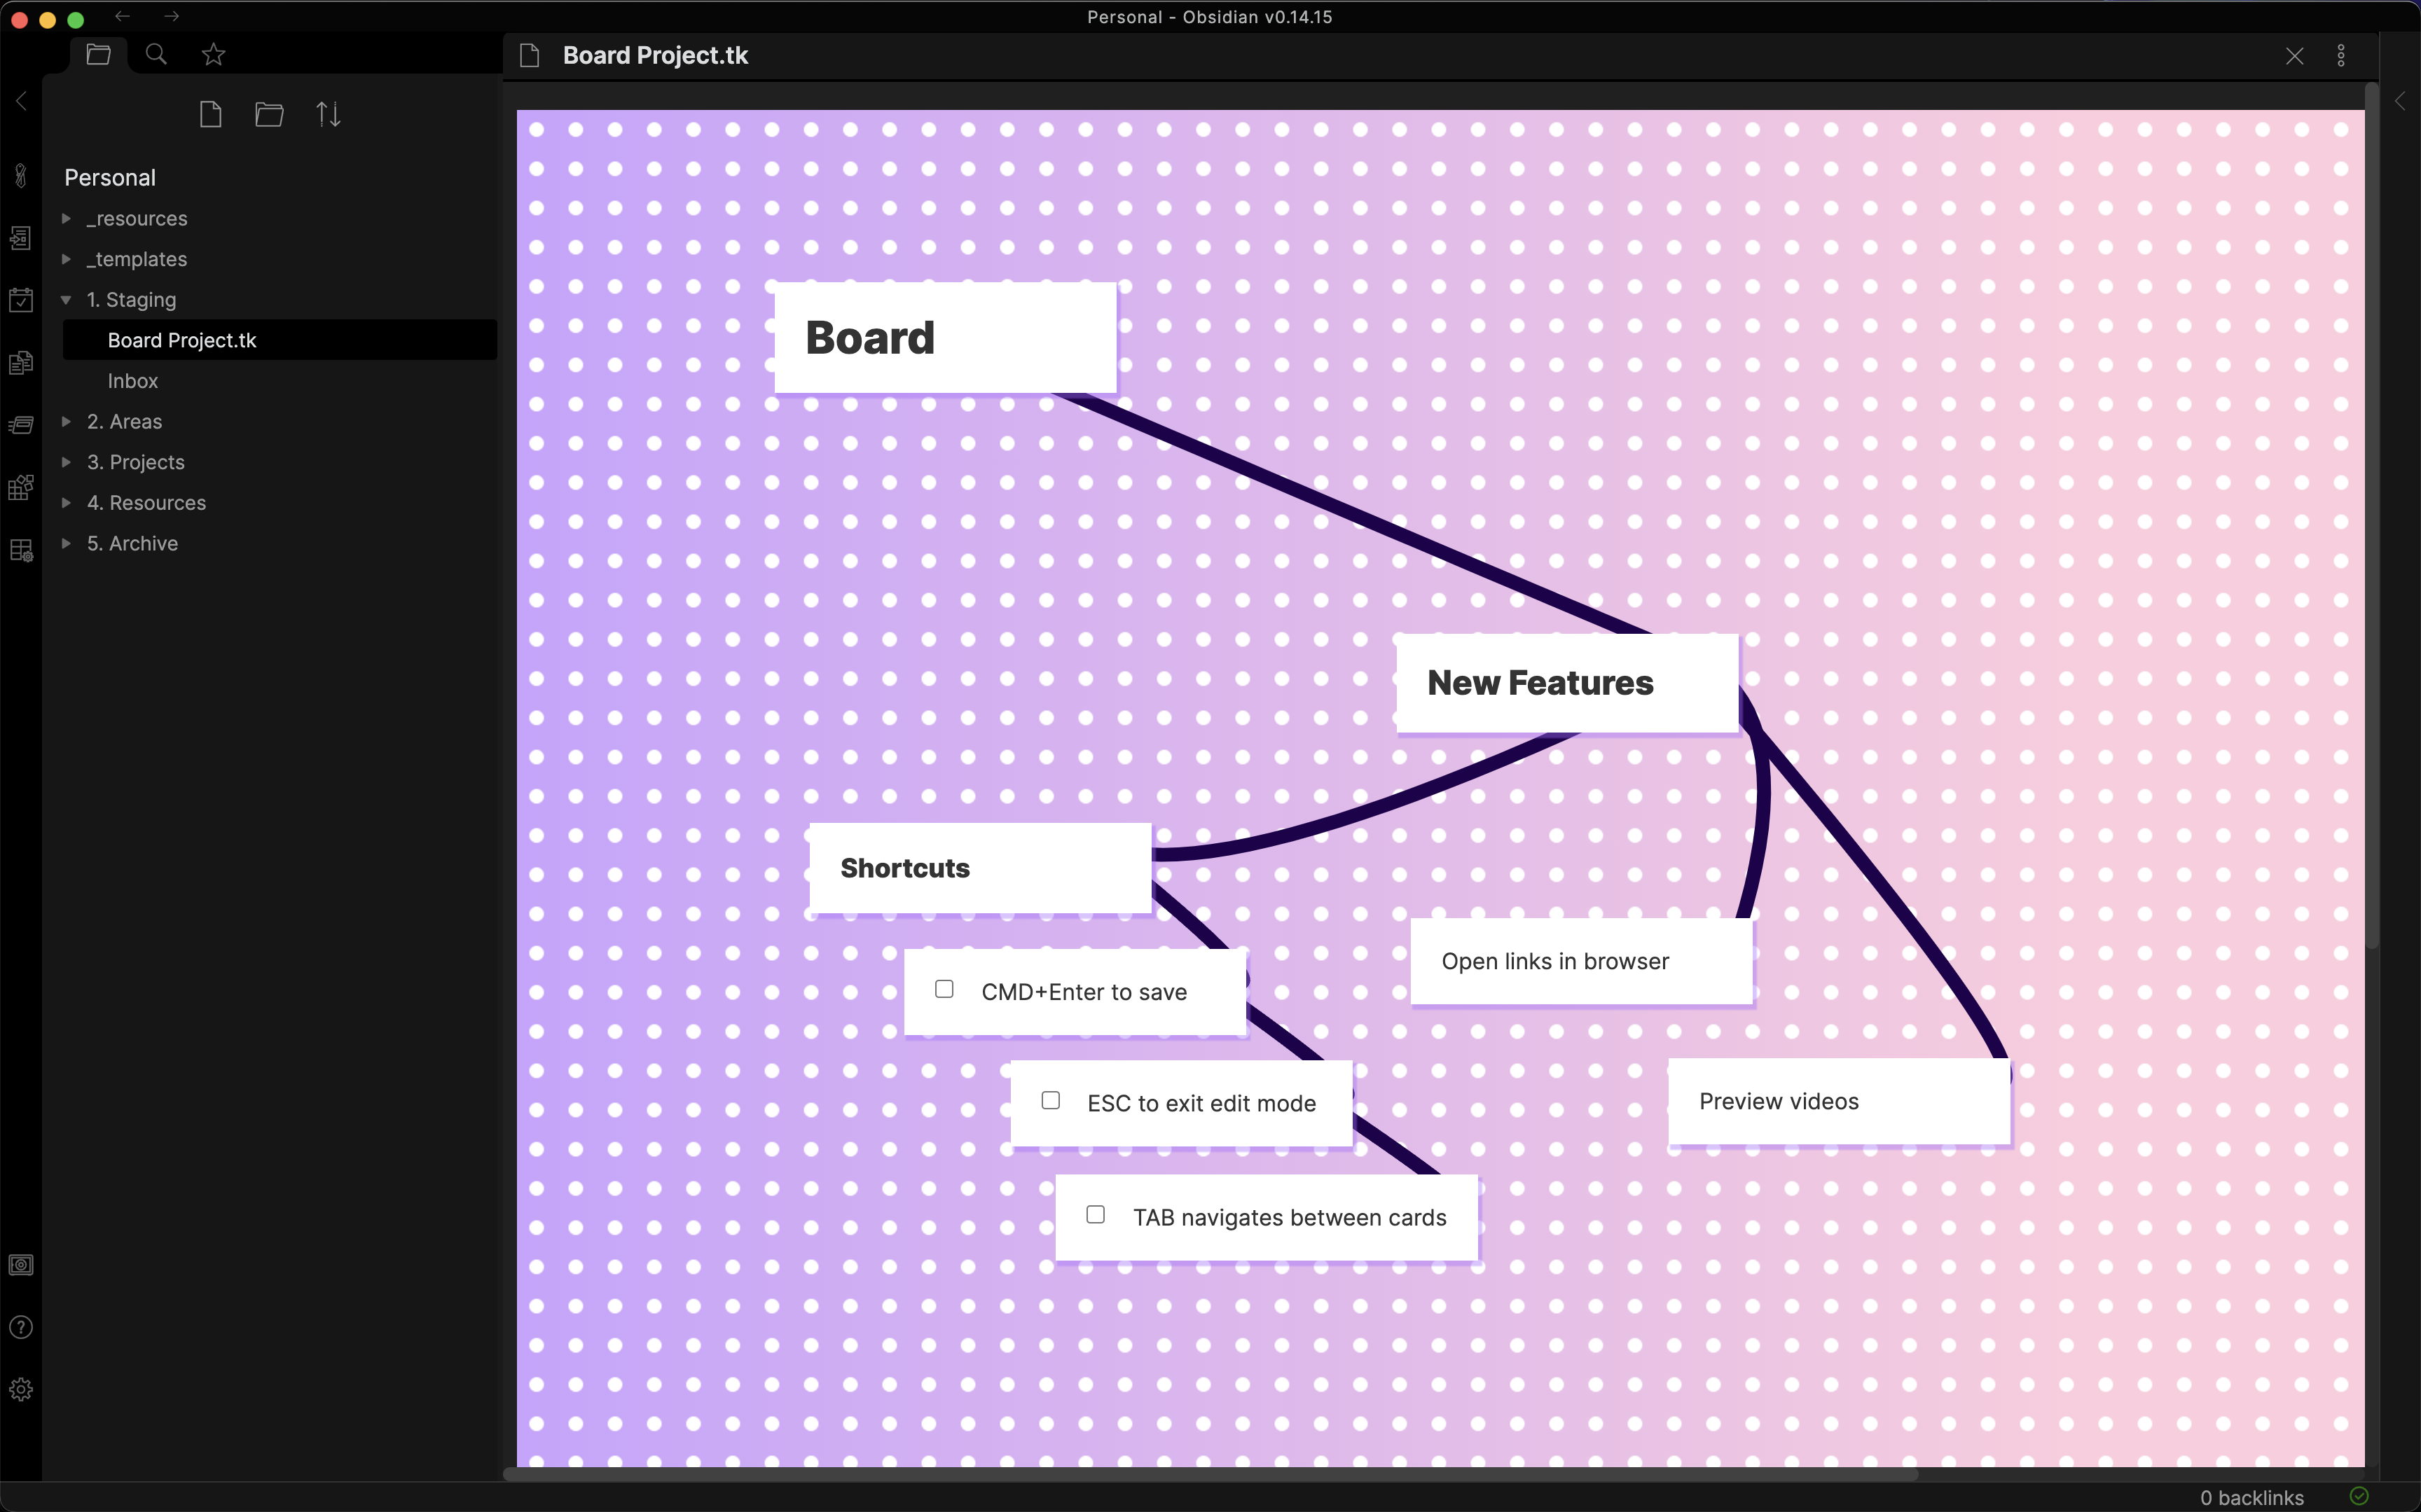 Personal - Obsidian v0.14.15
Board Project.tk
Personal
_resources
_templates
1. Staging
Board Project.tk
Inbox
2. Areas
3. Projects
4. Resources
5. Archive
Board
New Features
Shortcuts
Open links in browser
CMD+Enter to save
ESC to exit edit mode
Preview videos
TAB navigates between cards
0 backlinks